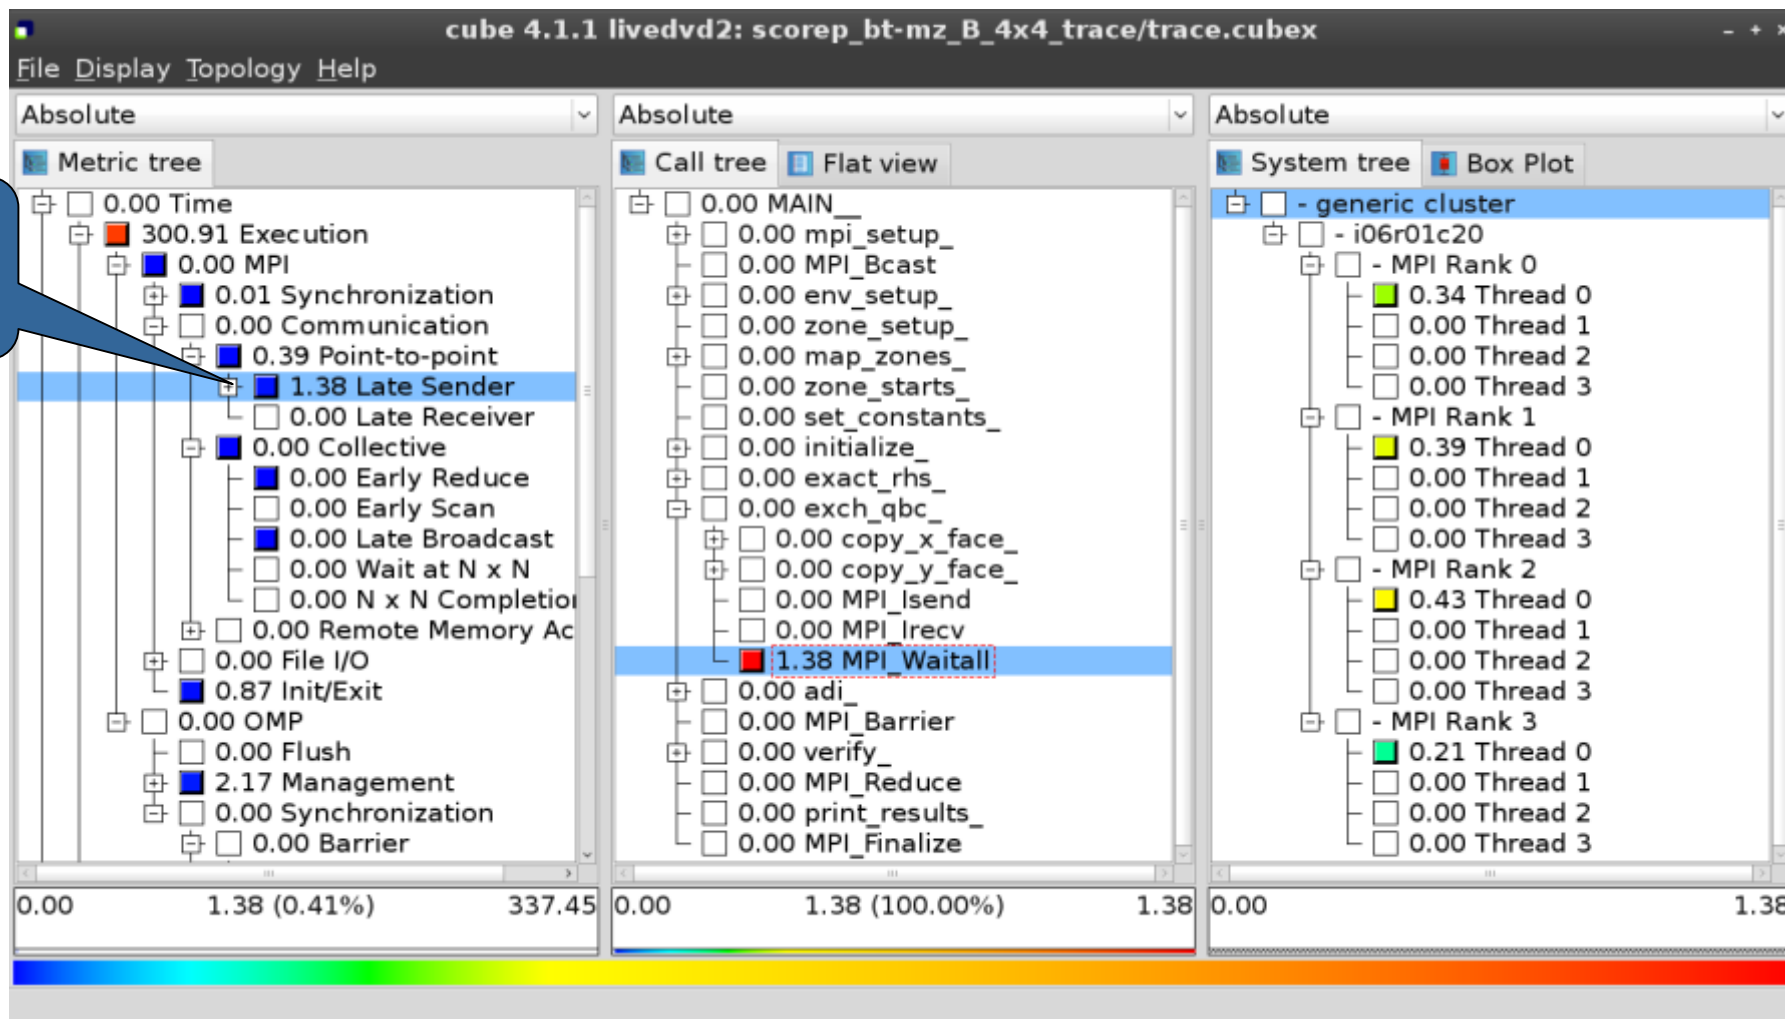 cube 4.1.1 livedvd2: scorep_bt-mz_B_4x4_trace/trace.cubex
File Display Topology Help
Absolute
Metric tree
0.00 Time
300.91 Execution
0.00 MPI
0.01 Synchronization
0.00 Communication
0.39 Point-to-point
1.38 Late Sender
0.00 Late Receiver
0.00 Collective
0.00 Early Reduce
0.00 Early Scan
0.00 Late Broadcast
0.00 Wait at N x N
0.00 N x N Completion
0.00 Remote Memory Ac
0.00 File I/O
0.87 Init/Exit
0.00 OMP
0.00 Flush
2.17 Management
0.00 Synchronization
0.00 Barrier
0.00 1.38 (0.41%) 337.45
Absolute
Call tree Flat view
0.00 MAIN__
0.00 mpi_setup_
0.00 MPI_Bcast
0.00 env_setup_
0.00 zone_setup_
0.00 map_zones_
0.00 zone_starts_
0.00 set_constants_
0.00 initialize_
0.00 exact_rhs_
0.00 exch_qbc_
0.00 copy_x_face_
0.00 copy_y_face_
0.00 MPI_Isend
0.00 MPI_Irecv
1.38 MPI_Waitall
0.00 adi_
0.00 MPI_Barrier
0.00 verify_
0.00 MPI_Reduce
0.00 print_results_
0.00 MPI_Finalize
0.00 1.38 (100.00%) 1.38
Absolute
System tree Box Plot
- generic cluster
- i06r01c20
- MPI Rank 0
0.34 Thread 0
0.00 Thread 1
0.00 Thread 2
0.00 Thread 3
- MPI Rank 1
0.39 Thread 0
0.00 Thread 1
0.00 Thread 2
0.00 Thread 3
- MPI Rank 2
0.43 Thread 0
0.00 Thread 1
0.00 Thread 2
0.00 Thread 3
- MPI Rank 3
0.21 Thread 0
0.00 Thread 1
0.00 Thread 2
0.00 Thread 3
0.00 1.38